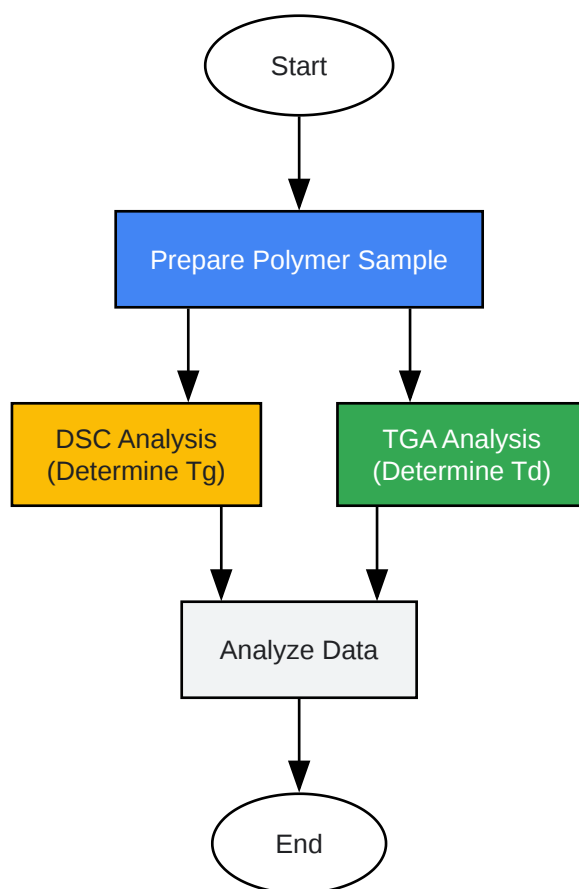 Start
Prepare Polymer Sample
DSC Analysis
(Determine Tg)
TGA Analysis
(Determine Td)
Analyze Data
End